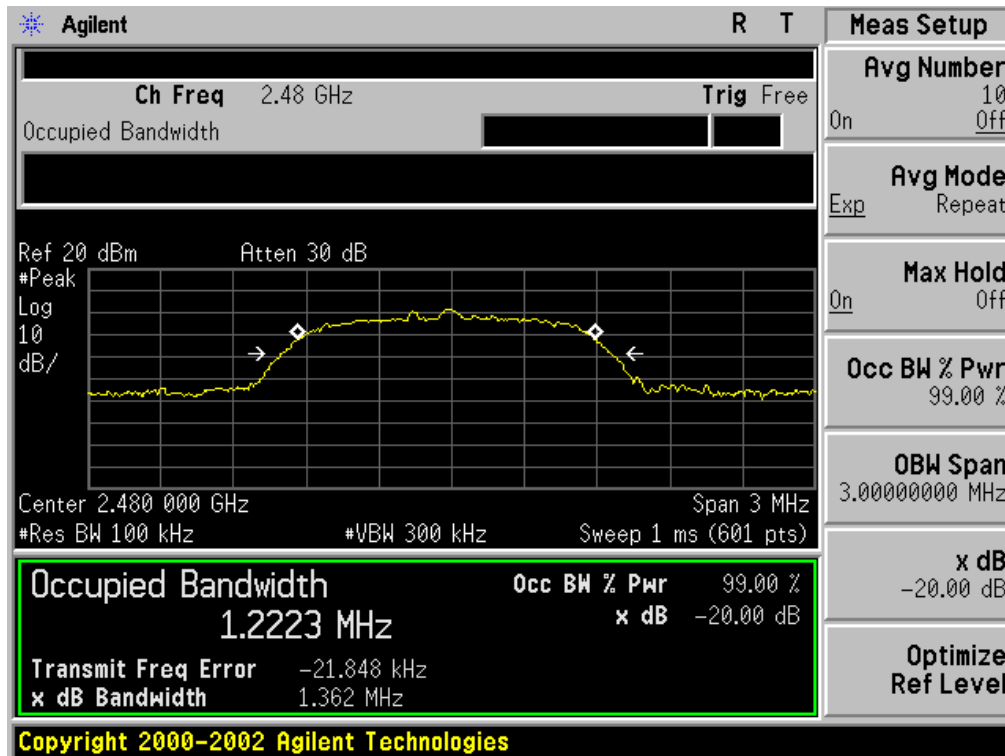 Agilent R T
Ch Freq 2.48 GHz Trig Free
Occupied Bandwidth
Ref 20 dBm Atten 30 dB
#Peak
Log
10
dB/
Center 2.480 000 GHz Span 3 MHz
#Res BW 100 kHz #VBW 300 kHz Sweep 1 ms (601 pts)
Occupied Bandwidth
1.2223 MHz
Occ BW % Pwr 99.00 %
x dB -20.00 dB
Transmit Freq Error -21.848 kHz
x dB Bandwidth 1.362 MHz
Copyright 2000-2002 Agilent Technologies
Meas Setup
Avg Number
10
On Off
Avg Mode
Exp Repeat
Max Hold
On Off
Occ BW % Pwr
99.00 %
OBW Span
3.00000000 MHz
x dB
-20.00 dB
Optimize
Ref Level